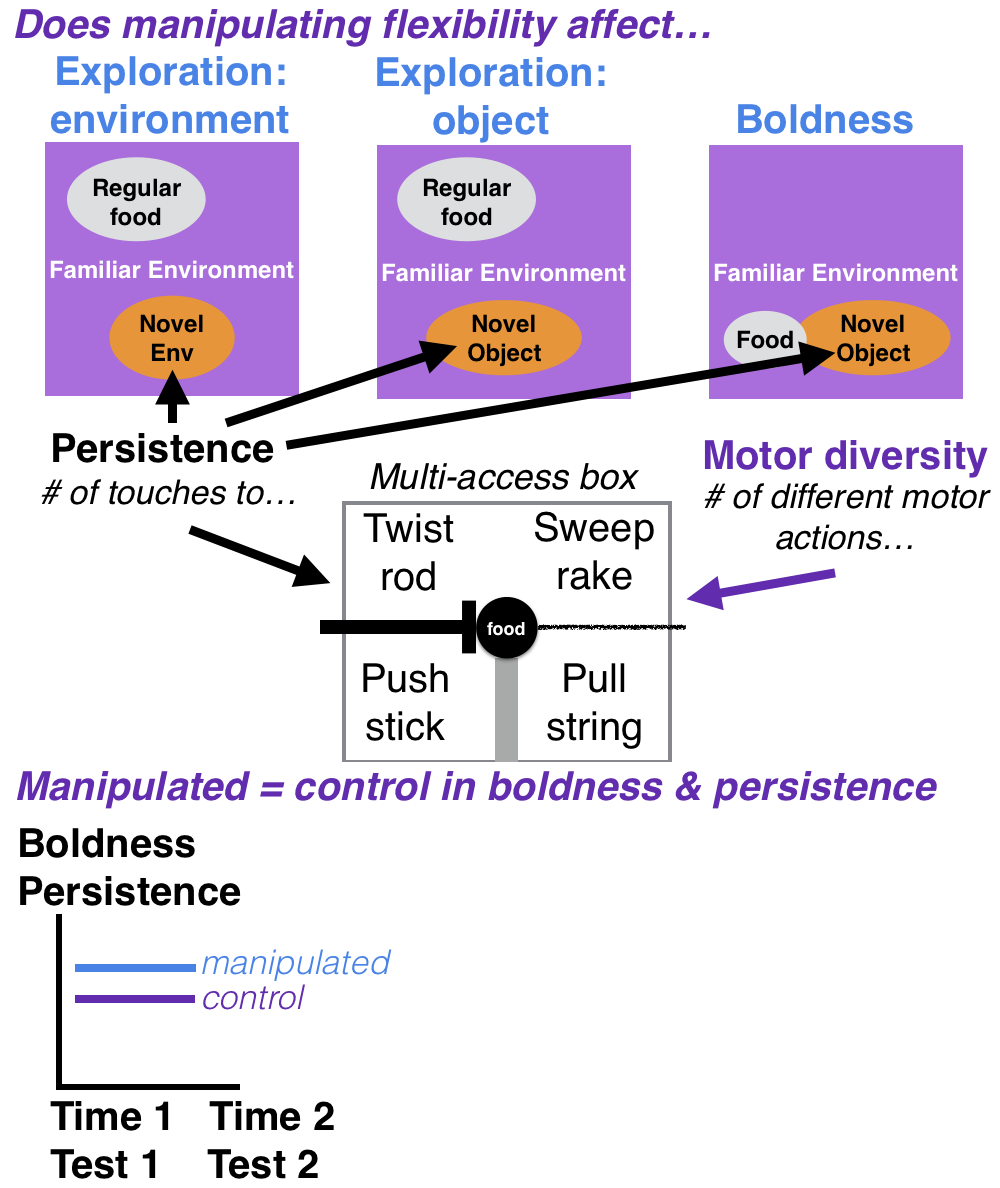 Does manipulating flexibility affect…
Exploration:
environment
Exploration:
object
Boldness
Regular
food
Familiar Environment
Novel
Env
Regular
food
Familiar Environment
Novel
Object
Familiar Environment
Food
Novel
Object
Persistence
# of touches to…
Multi-access box
Motor diversity
# of different motor
actions…
Twist
rod
Sweep
rake
food
Push
stick
Pull
string
Manipulated = control in boldness & persistence
Boldness
Persistence
manipulated
control
Time 1 Time 2
Test 1 Test 2